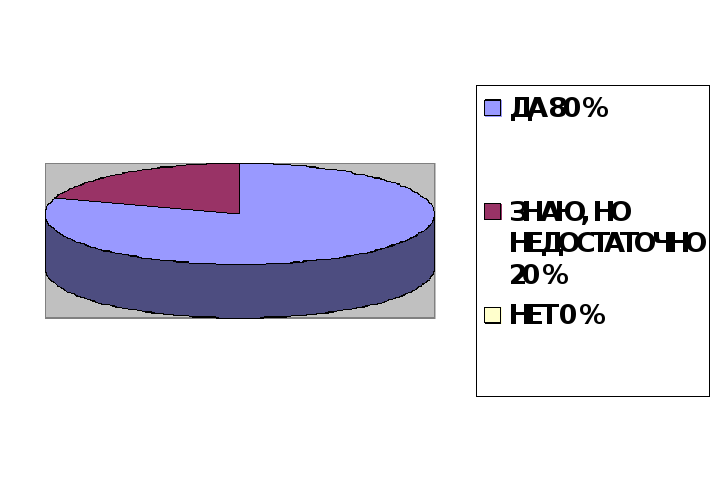 ДА 80%
ЗНАЮ, НО
НЕДОСТАТОЧНО
20%
НЕТ 0%